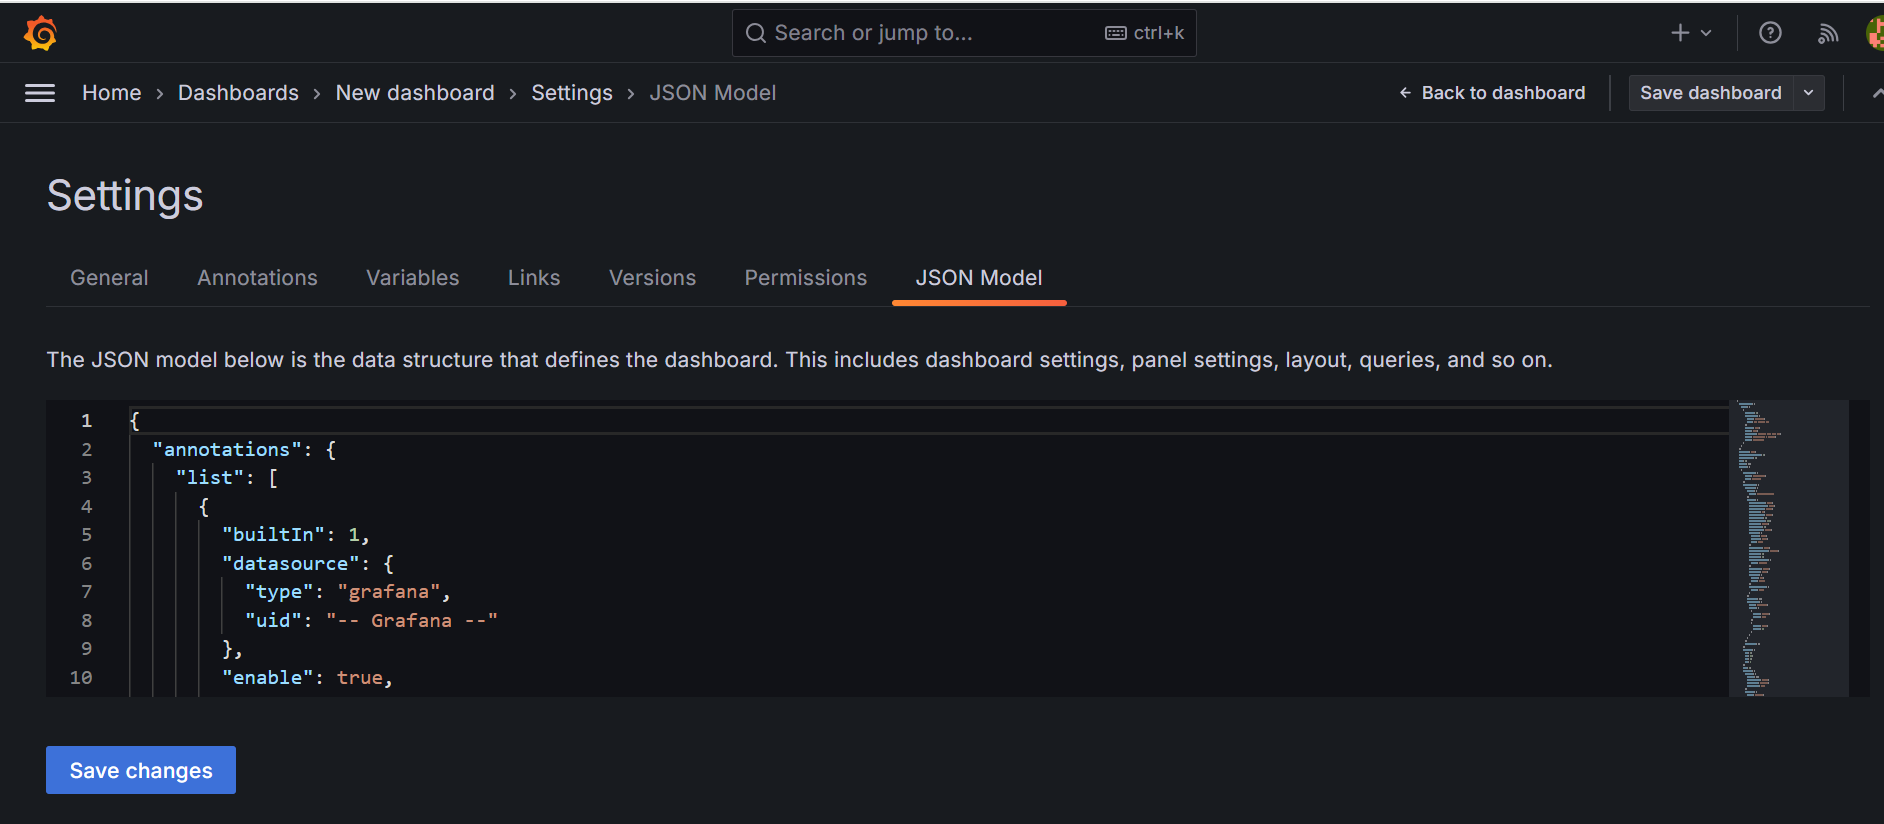 Search or jump to...
ctrl+k
Home
Dashboards
New dashboard
Settings
JSON Model
Back to dashboard
Save dashboard
Settings
General
Annotations
Variables
Links
Versions
Permissions
JSON Model
The JSON model below is the data structure that defines the dashboard. This includes dashboard settings, panel settings, layout, queries, and so on.
1 {
2 "annotations": {
3 "list": [
4 {
5 "builtIn": 1,
6 "datasource": {
7 "type": "grafana",
8 "uid": "-- Grafana --"
9 },
10 "enable": true,
Save changes